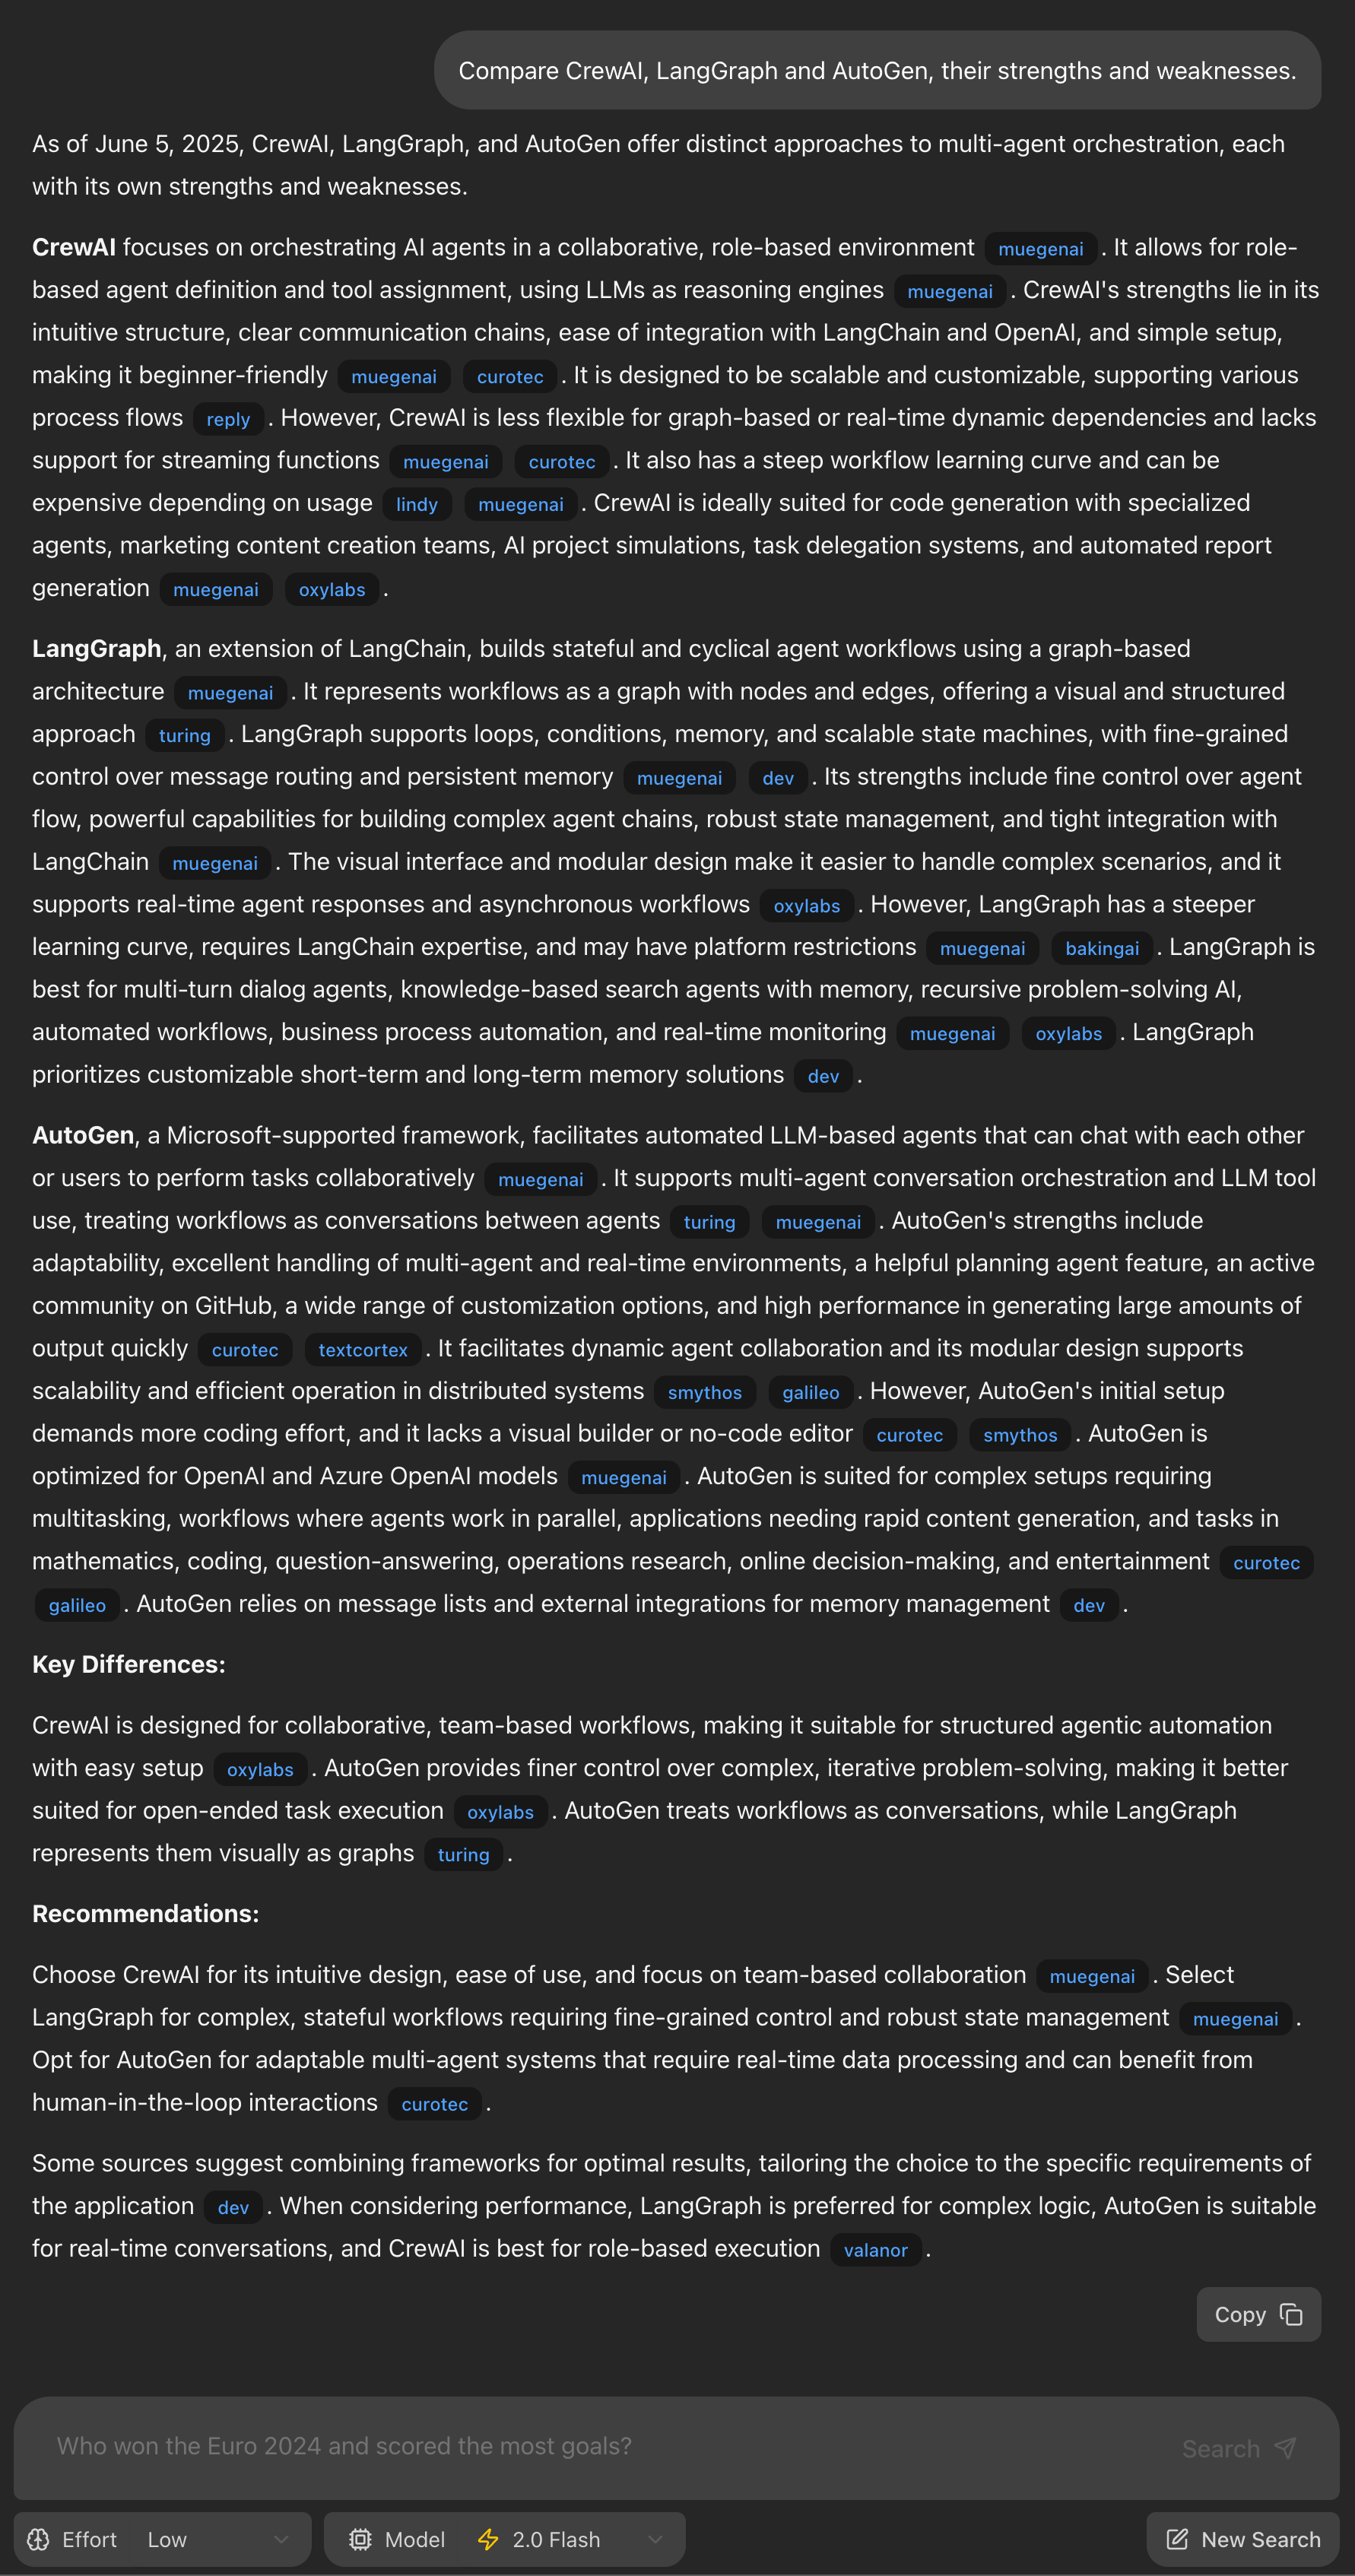 Compare CrewAI, LangGraph and AutoGen, their strengths and weaknesses.
As of June 5, 2025, CrewAI, LangGraph, and AutoGen offer distinct approaches to multi-agent orchestration, each
with its own strengths and weaknesses.
CrewAI focuses on orchestrating AI agents in a collaborative, role-based environment muegenai . It allows for role-
based agent definition and tool assignment, using LLMs as reasoning engines muegenai . CrewAI's strengths lie in its
intuitive structure, clear communication chains, ease of integration with LangChain and OpenAI, and simple setup,
making it beginner-friendly muegenai curotec . It is designed to be scalable and customizable, supporting various
process flows reply . However, CrewAI is less flexible for graph-based or real-time dynamic dependencies and lacks
support for streaming functions muegenai curotec . It also has a steep workflow learning curve and can be
expensive depending on usage lindy muegenai . CrewAI is ideally suited for code generation with specialized
agents, marketing content creation teams, AI project simulations, task delegation systems, and automated report
generation muegenai oxylabs .
LangGraph, an extension of LangChain, builds stateful and cyclical agent workflows using a graph-based
architecture muegenai . It represents workflows as a graph with nodes and edges, offering a visual and structured
approach turing . LangGraph supports loops, conditions, memory, and scalable state machines, with fine-grained
control over message routing and persistent memory muegenai dev . Its strengths include fine control over agent
flow, powerful capabilities for building complex agent chains, robust state management, and tight integration with
LangChain muegenai . The visual interface and modular design make it easier to handle complex scenarios, and it
supports real-time agent responses and asynchronous workflows oxylabs . However, LangGraph has a steeper
learning curve, requires LangChain expertise, and may have platform restrictions muegenai bakingai . LangGraph is
best for multi-turn dialog agents, knowledge-based search agents with memory, recursive problem-solving AI,
automated workflows, business process automation, and real-time monitoring muegenai oxylabs . LangGraph
prioritizes customizable short-term and long-term memory solutions dev .
AutoGen, a Microsoft-supported framework, facilitates automated LLM-based agents that can chat with each other
or users to perform tasks collaboratively muegenai . It supports multi-agent conversation orchestration and LLM tool
use, treating workflows as conversations between agents turing muegenai . AutoGen's strengths include
adaptability, excellent handling of multi-agent and real-time environments, a helpful planning agent feature, an active
community on GitHub, a wide range of customization options, and high performance in generating large amounts of
output quickly curotec textcortex . It facilitates dynamic agent collaboration and its modular design supports
scalability and efficient operation in distributed systems smythos galileo . However, AutoGen's initial setup
demands more coding effort, and it lacks a visual builder or no-code editor curotec smythos . AutoGen is
optimized for OpenAI and Azure OpenAI models muegenai . AutoGen is suited for complex setups requiring
multitasking, workflows where agents work in parallel, applications needing rapid content generation, and tasks in
mathematics, coding, question-answering, operations research, online decision-making, and entertainment curotec
galileo . AutoGen relies on message lists and external integrations for memory management dev .
Key Differences:
CrewAI is designed for collaborative, team-based workflows, making it suitable for structured agentic automation
with easy setup oxylabs . AutoGen provides finer control over complex, iterative problem-solving, making it better
suited for open-ended task execution oxylabs . AutoGen treats workflows as conversations, while LangGraph
represents them visually as graphs turing .
Recommendations:
Choose CrewAI for its intuitive design, ease of use, and focus on team-based collaboration muegenai . Select
LangGraph for complex, stateful workflows requiring fine-grained control and robust state management muegenai .
Opt for AutoGen for adaptable multi-agent systems that require real-time data processing and can benefit from
human-in-the-loop interactions curotec .
Some sources suggest combining frameworks for optimal results, tailoring the choice to the specific requirements of
the application dev . When considering performance, LangGraph is preferred for complex logic, AutoGen is suitable
for real-time conversations, and CrewAI is best for role-based execution valanor .
Copy
Who won the Euro 2024 and scored the most goals?
Search
Effort Low Model 2.0 Flash New Search